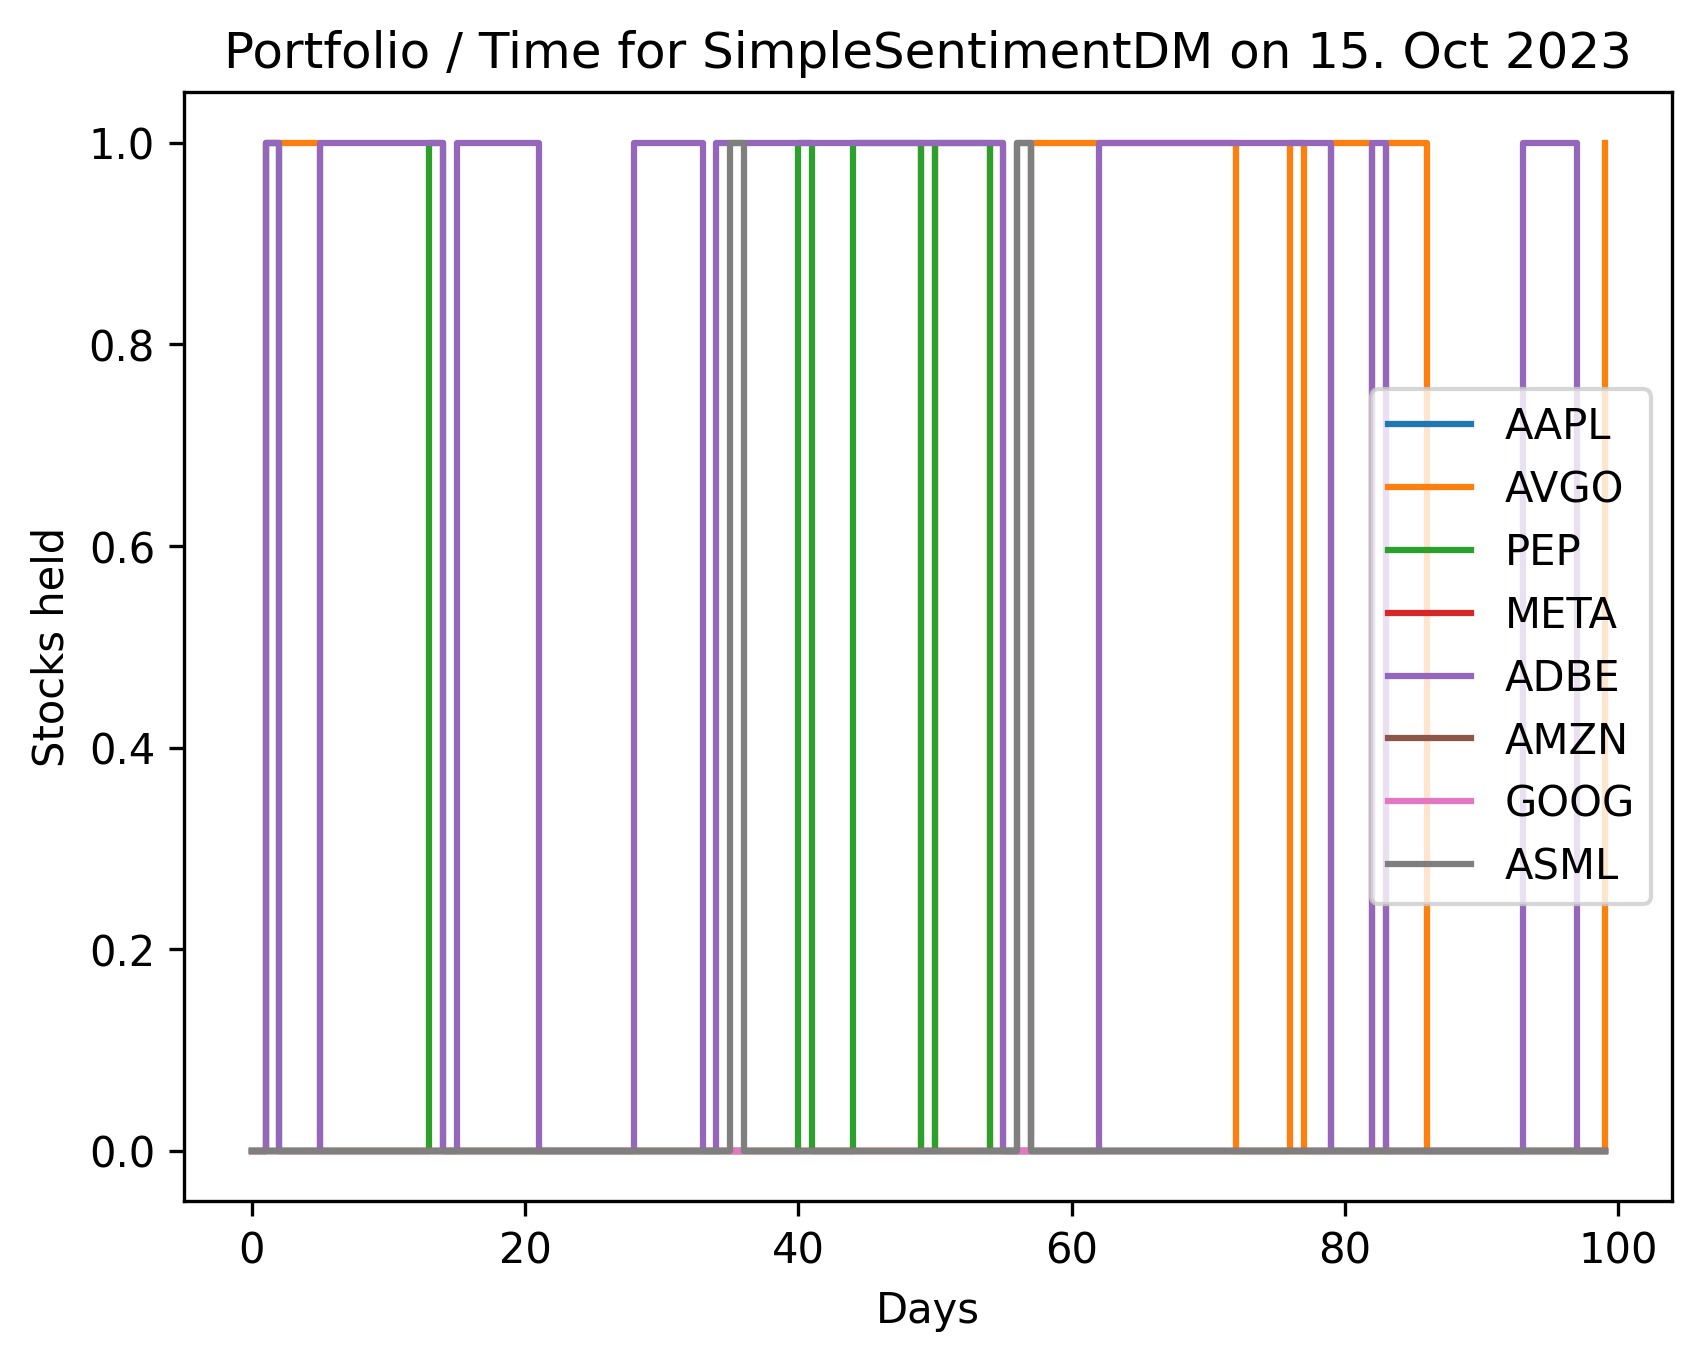 Portfolio / Time for SimpleSentimentDM on 15. Oct 2023
1.0
0.8
0.6
0.4
0.2
0.0
Stocks held
AAPL
AVGO
PEP
META
ADBE
AMZN
GOOG
ASML
0 20 40 60 80 100
Days